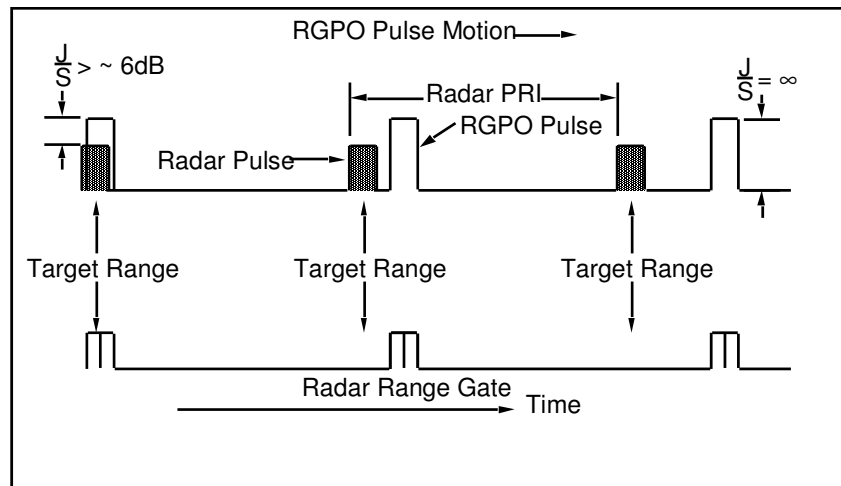 RGPO Pulse Motion
J/S > ~ 6dB
Radar PRI
J/S = ∞
RGPO Pulse
Radar Pulse
Target Range Target Range Target Range
Radar Range Gate
Time